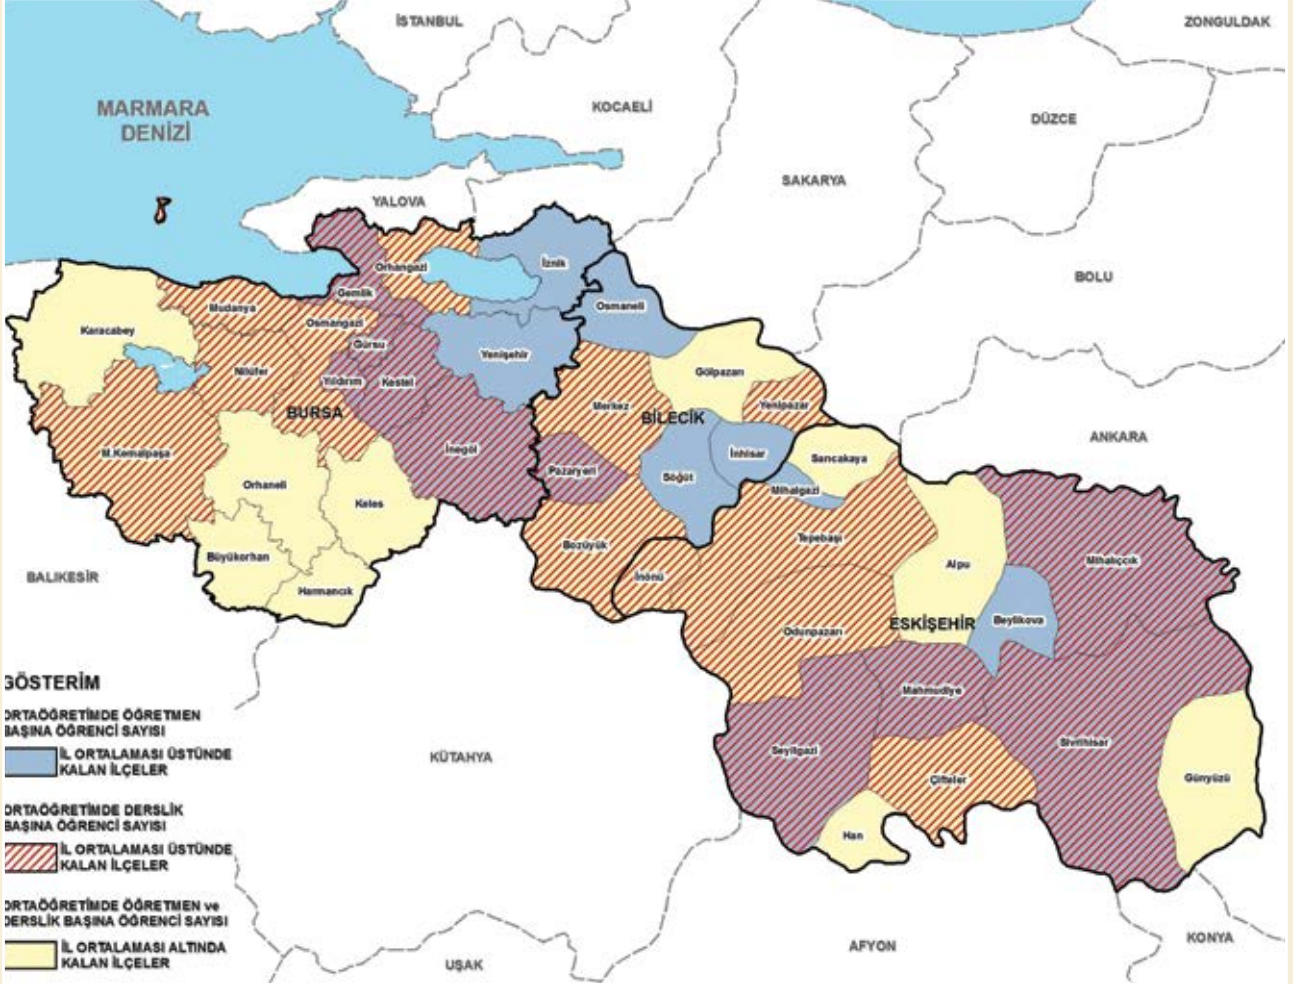 İSTANBUL
ZONGULDAK
MARMARA
DENİZİ
KOCAELİ
DÜZCE
SAKARYA
YALOVA
BOLU
ANKARA
BALIKESİR
KÜTAHYA
UŞAK
AFYON
KONYA
BURSA
BİLECİK
ESKİŞEHİR
Orhangazi
İznik
Gemlik
Osmaneli
Mudanya
Karacabey
Osmangazi
Gürsu
Yenişehir
Nilüfer
Yıldırım
Kestel
Gölpazarı
Merkez
Yenipazar
M.Kemalpaşa
İnegöl
İnhisar
Sarıcakaya
Pazaryeri
Söğüt
Mihalgazi
Orhaneli
Keles
Bozüyük
Tepebaşı
Büyükorhan
Harmancık
İnönü
Alpu
Mihalıççık
Beylikova
Odunpazarı
Mahmudiye
Seyitgazi
Sivrihisar
Çifteler
Günyüzü
Han
GÖSTERİM
ORTAÖĞRETİMDE ÖĞRETMEN
BAŞINA ÖĞRENCİ SAYISI
İL ORTALAMASI ÜSTÜNDE
KALAN İLÇELER
ORTAÖĞRETİMDE DERSLİK
BAŞINA ÖĞRENCİ SAYISI
İL ORTALAMASI ÜSTÜNDE
KALAN İLÇELER
ORTAÖĞRETİMDE ÖĞRETMEN ve
DERSLİK BAŞINA ÖĞRENCİ SAYISI
İL ORTALAMASI ALTINDA
KALAN İLÇELER